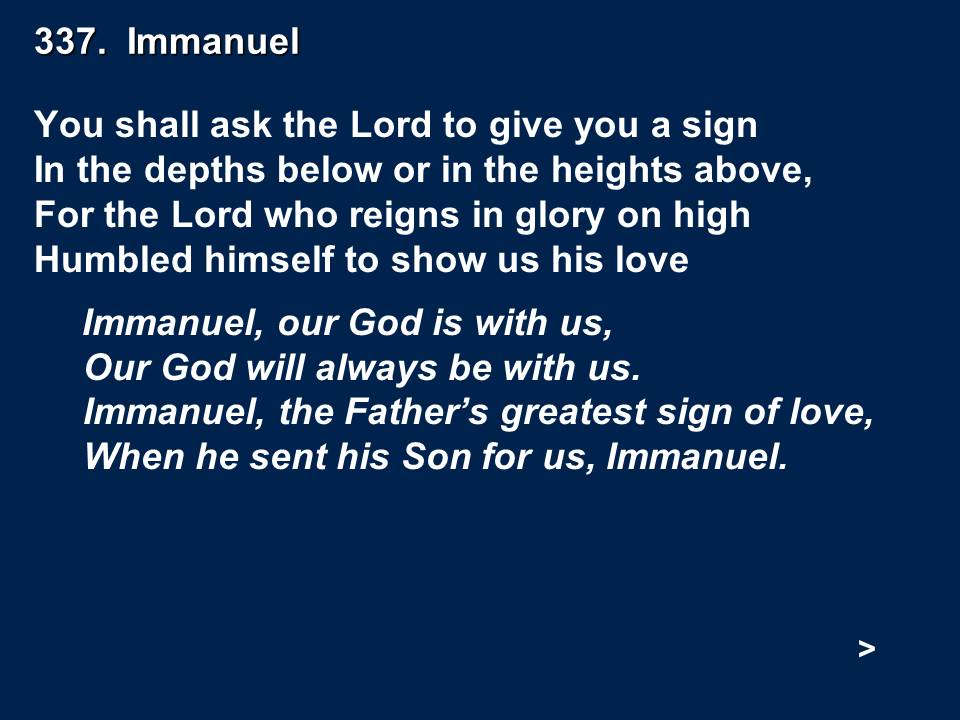 337. Immanuel
You shall ask the Lord to give you a sign
In the depths below or in the heights above,
For the Lord who reigns in glory on high
Humbled himself to show us his love
Immanuel, our God is with us,
Our God will always be with us.
Immanuel, the Father’s greatest sign of love,
When he sent his Son for us, Immanuel.
>